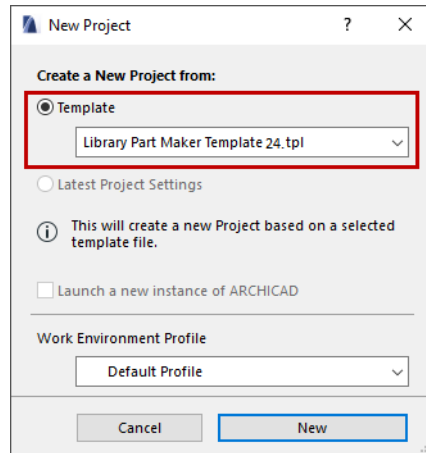 New Project
?
Create a New Project from:
Template
Library Part Maker Template 24.tpl
Latest Project Settings
This will create a new Project based on a selected
template file.
Launch a new instance of ARCHICAD
Work Environment Profile
Default Profile
Cancel New